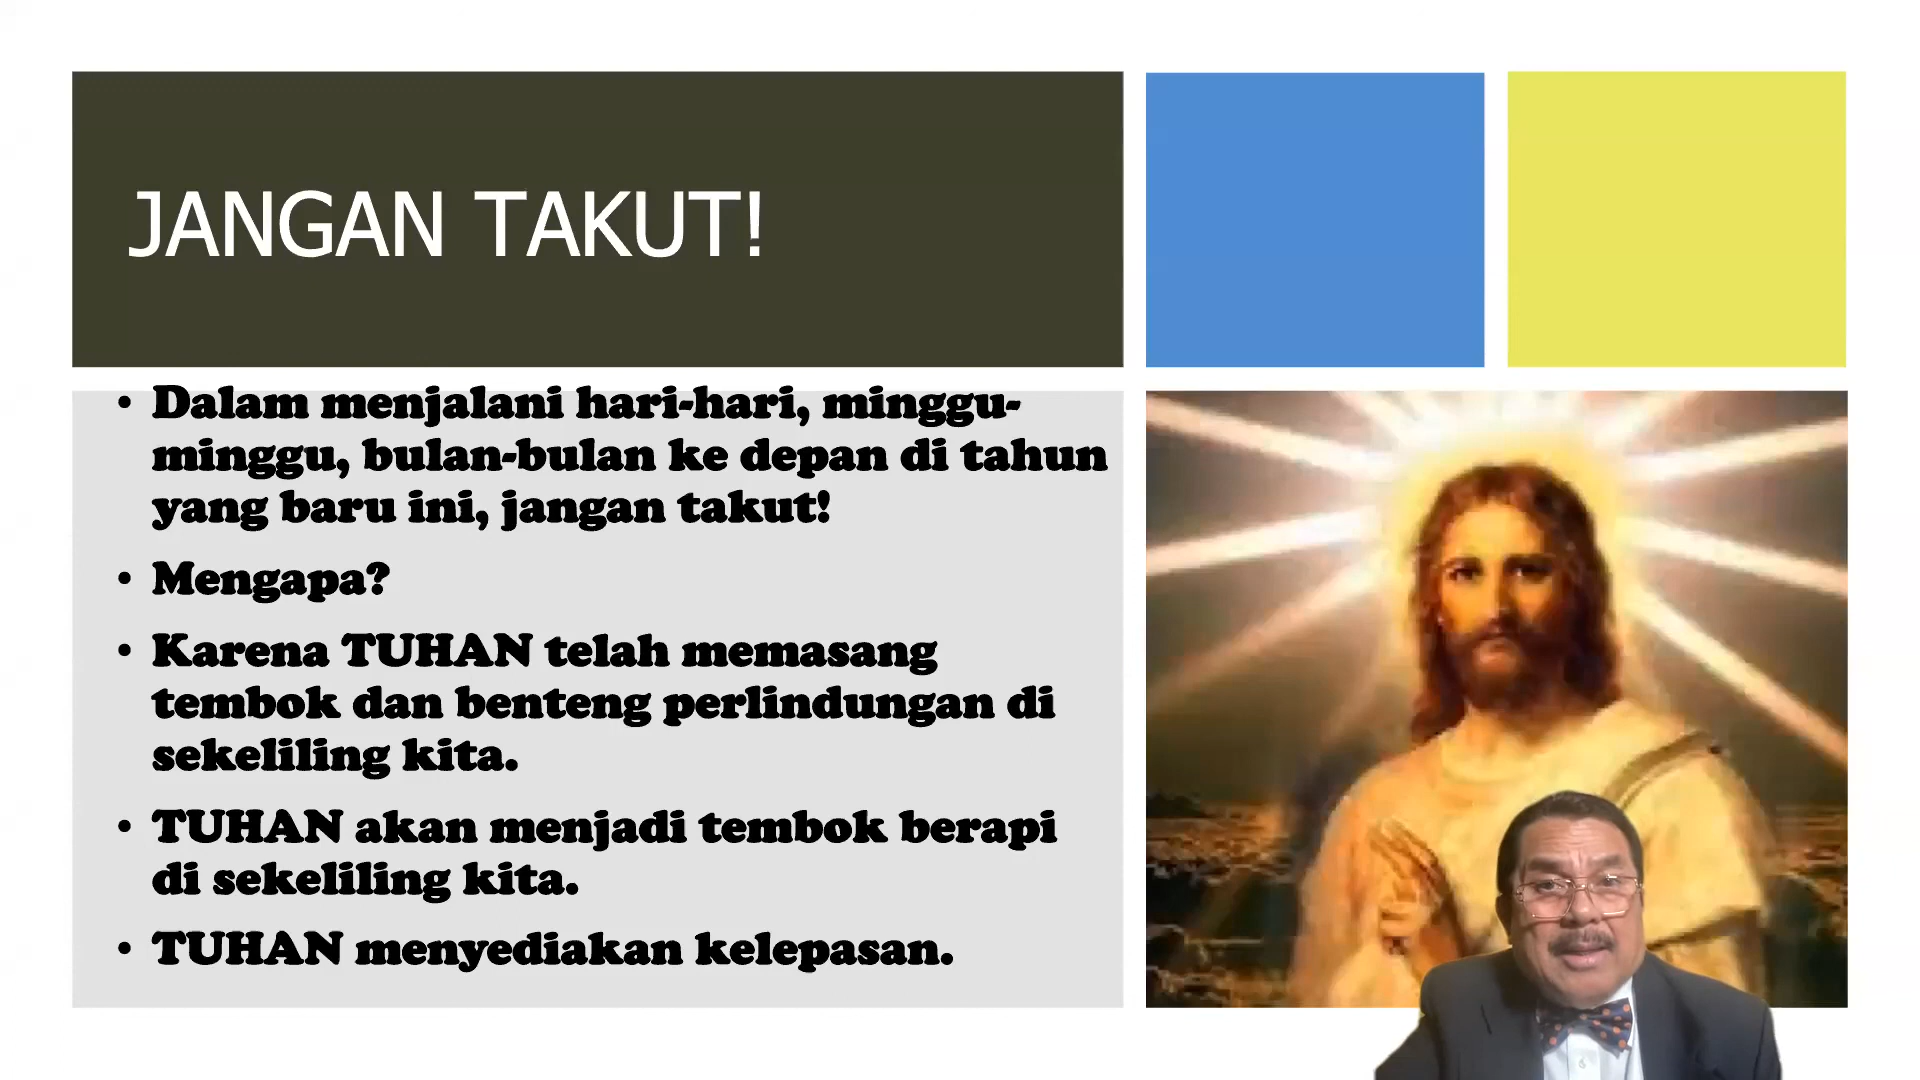 JANGAN TAKUT!
• Dalam menjalani hari-hari, minggu-
minggu, bulan-bulan ke depan di tahun
yang baru ini, jangan takut!
• Mengapa?
• Karena TUHAN telah memasang
tembok dan benteng perlindungan di
sekeliling kita.
• TUHAN akan menjadi tembok berapi
di sekeliling kita.
• TUHAN menyediakan kelepasan.